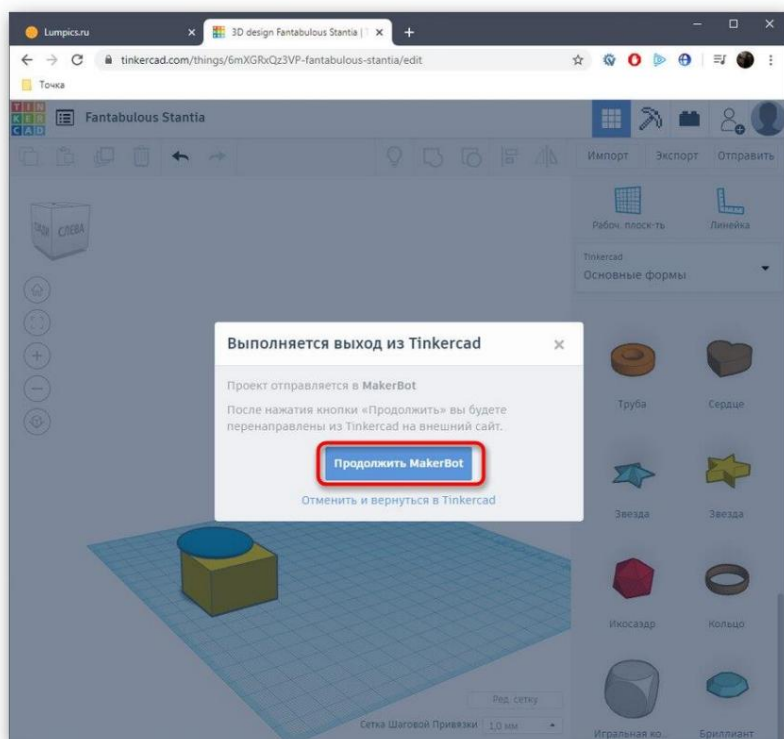 Lumpics.ru
3D design Fantabulous Stantia |
tinkercad.com/things/6mXGRxQz3VP-fantabulous-stantia/edit
Точка
TIN
KER
CAD
Fantabulous Stantia
Импорт Экспорт Отправить
СЛЕВА
Рабоч. плоск-ть Линейка
Tinkercad
Основные формы
Выполняется выход из Tinkercad
Проект отправляется в MakerBot
После нажатия кнопки «Продолжить» вы будете
перенаправлены из Tinkercad на внешний сайт.
Продолжить MakerBot
Отменить и вернуться в Tinkercad
Труба Сердце
Звезда Звезда
Икосаэдр Кольцо
Ред. сетку
Сетка Шаговой Привязки 1,0 мм
Игральная ко... Бриллиант